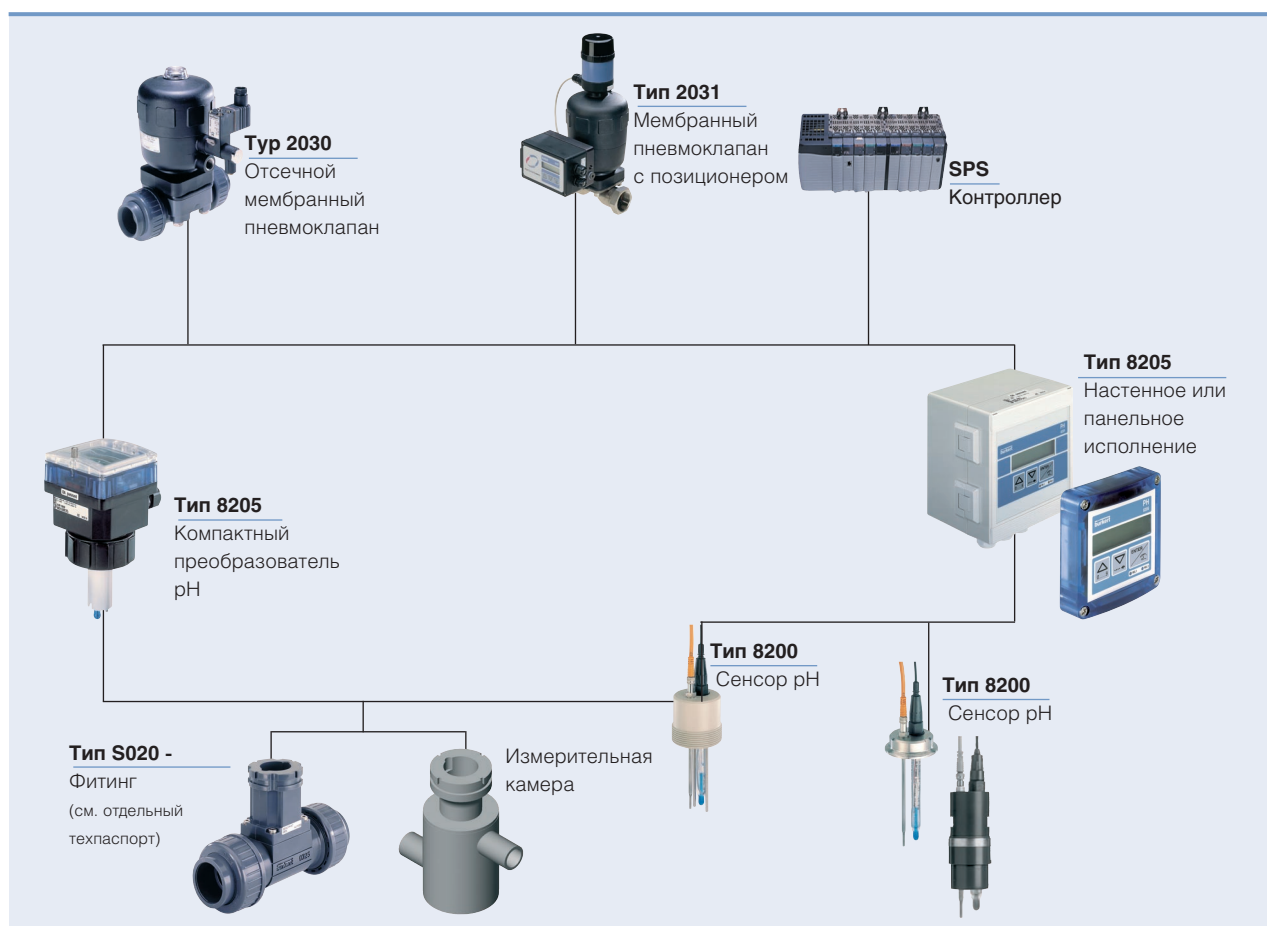 Typ 2030
Отсечной
мембранный
пневмоклапан
Тип 2031
Мембранный
пневмоклапан
с позиционером
SPS
Контроллер
Тип 8205
Настенное или
панельное
исполнение
Тип 8205
Компактный
преобразователь
pH
Тип 8200
Сенсор pH
Тип 8200
Сенсор pH
Тип S020 -
Фитинг
(см. отдельный
техпаспорт)
Измерительная
камера